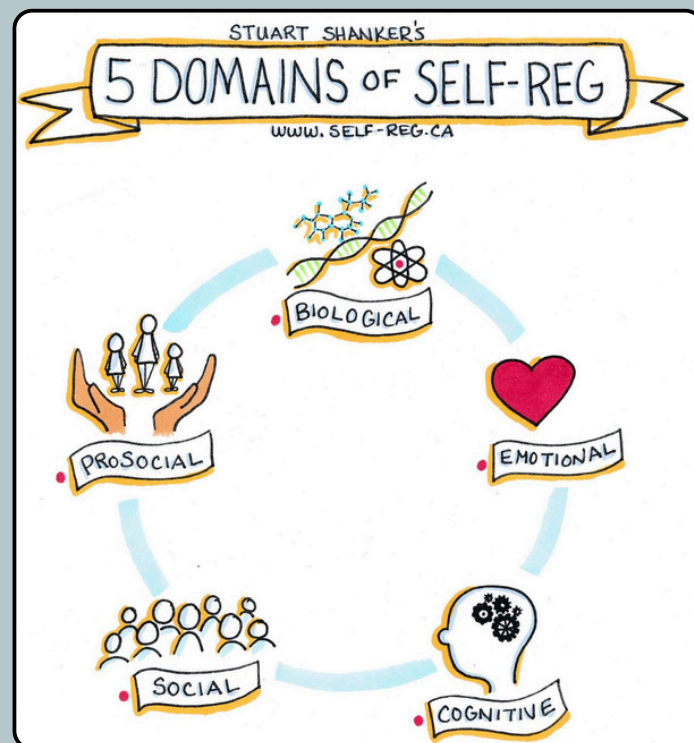 STUART SHANKER'S
5 DOMAINS OF SELF-REG
WWW.SELF-REG.CA
BIOLOGICAL
EMOTIONAL
COGNITIVE
SOCIAL
PROSOCIAL